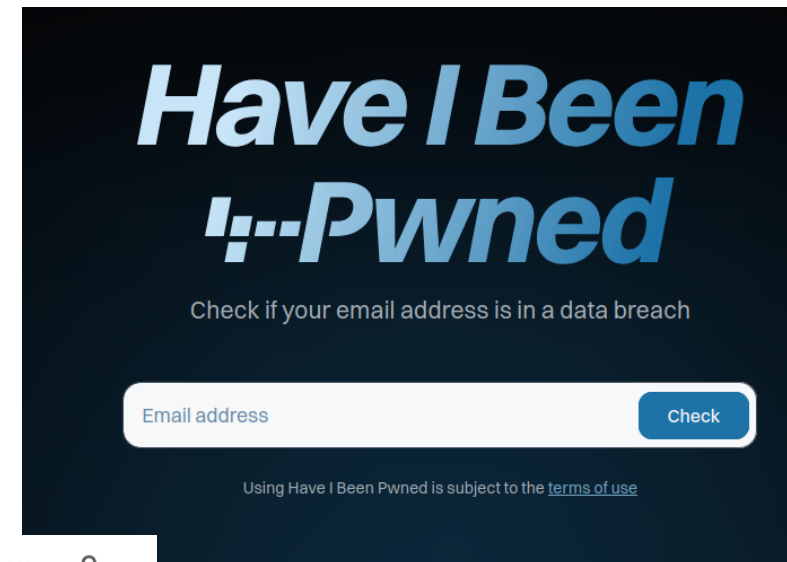 Have I Been
Pwned
Check if your email address is in a data breach
Email address
Check
Using Have I Been Pwned is subject to the terms of use